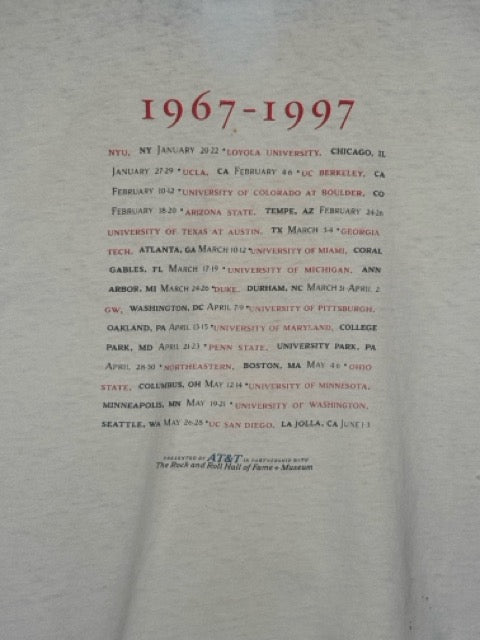 1967-1997
NYU, NY JANUARY 20-22 * LOYOLA UNIVERSITY, CHICAGO, IL
JANUARY 27-29 * UCLA, CA FEBRUARY 4-6 * UC BERKELEY, CA
FEBRUARY 10-12 * UNIVERSITY OF COLORADO AT BOULDER, CO
FEBRUARY 18-20 * ARIZONA STATE, TEMPE, AZ FEBRUARY 24-26
UNIVERSITY OF TEXAS AT AUSTIN, TX MARCH 3-4 * GEORGIA
TECH, ATLANTA, GA MARCH 10-12 * UNIVERSITY OF MIAMI, CORAL
GABLES, FL MARCH 17-19 * UNIVERSITY OF MICHIGAN, ANN
ARBOR, MI MARCH 24-26 * DUKE, DURHAM, NC MARCH 31-APRIL 2
GW, WASHINGTON, DC APRIL 7-9 * UNIVERSITY OF PITTSBURGH,
OAKLAND, PA APRIL 13-15 * UNIVERSITY OF MARYLAND, COLLEGE
PARK, MD APRIL 21-23 * PENN STATE, UNIVERSITY PARK, PA
APRIL 28-30 * NORTHEASTERN, BOSTON, MA MAY 4-6 * OHIO
STATE, COLUMBUS, OH MAY 12-14 * UNIVERSITY OF MINNESOTA,
MINNEAPOLIS, MN MAY 19-21 * UNIVERSITY OF WASHINGTON,
SEATTLE, WA MAY 26-28 * UC SAN DIEGO, LA JOLLA, CA JUNE 1-3
PRESENTED BY AT&T IN PARTNERSHIP WITH
The Rock and Roll Hall of Fame + Museum